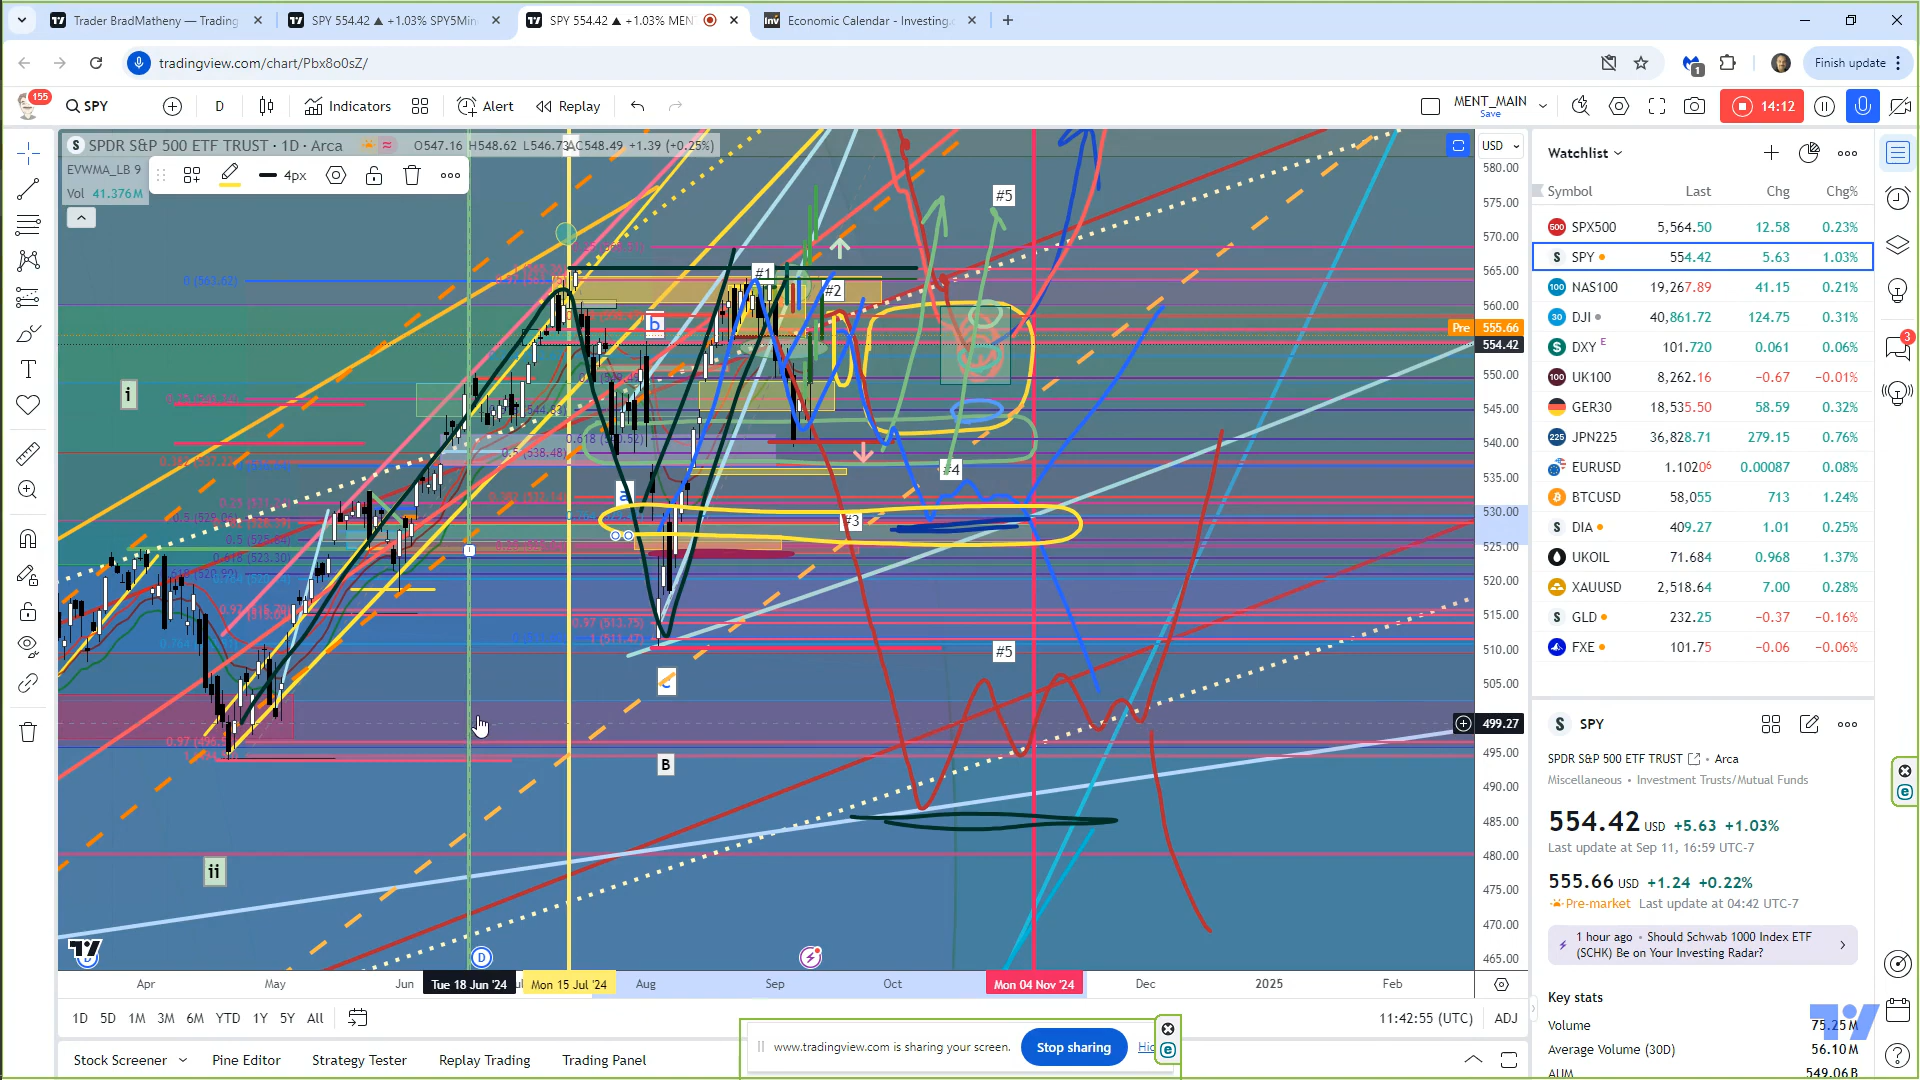 Trader BradMatheny — Trading
SPY 554.42 ▲ +1.03% SPY5Min
SPY 554.42 ▲ +1.03% MEN
Economic Calendar - Investing.c
tradingview.com/chart/Pbx8o0sZ/
1
Finish update
155
SPY
D
Indicators
Alert
Replay
MENT_MAIN
Save
14:12
SPDR S&P 500 ETF TRUST · 1D · Arca
O547.16 H548.62 L546.73 C548.49 +1.39 (+0.25%)
EVWMA_LB 9
Vol 41.376M
4px
USD
580.00
575.00
570.00
565.00
560.00
Pre 555.66
554.42
550.00
545.00
540.00
535.00
530.00
525.00
520.00
515.00
510.00
505.00
499.27
495.00
490.00
485.00
480.00
475.00
470.00
465.00
#5
#1
#2
0 (563.62)
b
i
a
#4
#3
0.5 (538.48)
0.97 (513.75)
1 (511.47)
#5
c
B
ii
Apr
May
Jun
Tue 18 Jun '24
Mon 15 Jul '24
Aug
Sep
Oct
Mon 04 Nov '24
Dec
2025
Feb
1D 5D 1M 3M 6M YTD 1Y 5Y All
11:42:55 (UTC)
ADJ
Stock Screener
Pine Editor
Strategy Tester
Replay Trading
Trading Panel
www.tradingview.com is sharing your screen.
Stop sharing
Watchlist
Symbol Last Chg Chg%
SPX500 5,564.50 12.58 0.23%
SPY 554.42 5.63 1.03%
NAS100 19,267.89 41.15 0.21%
DJI 40,861.72 124.75 0.31%
DXY E 101.720 0.061 0.06%
UK100 8,262.16 −0.67 −0.01%
GER30 18,535.50 58.59 0.32%
JPN225 36,828.71 279.15 0.76%
EURUSD 1.10206 0.00087 0.08%
BTCUSD 58,055 713 1.24%
DIA 409.27 1.01 0.25%
UKOIL 71.684 0.968 1.37%
XAUUSD 2,518.64 7.00 0.28%
GLD 232.25 −0.37 −0.16%
FXE 101.75 −0.06 −0.06%
3
SPY
SPDR S&P 500 ETF TRUST • Arca
Miscellaneous • Investment Trusts/Mutual Funds
554.42 USD +5.63 +1.03%
Last update at Sep 11, 16:59 UTC-7
555.66 USD +1.24 +0.22%
Pre-market Last update at 04:42 UTC-7
1 hour ago • Should Schwab 1000 Index ETF
(SCHK) Be on Your Investing Radar?
Key stats
Volume 75.25M
Average Volume (30D) 56.10M
AUM 549.06B